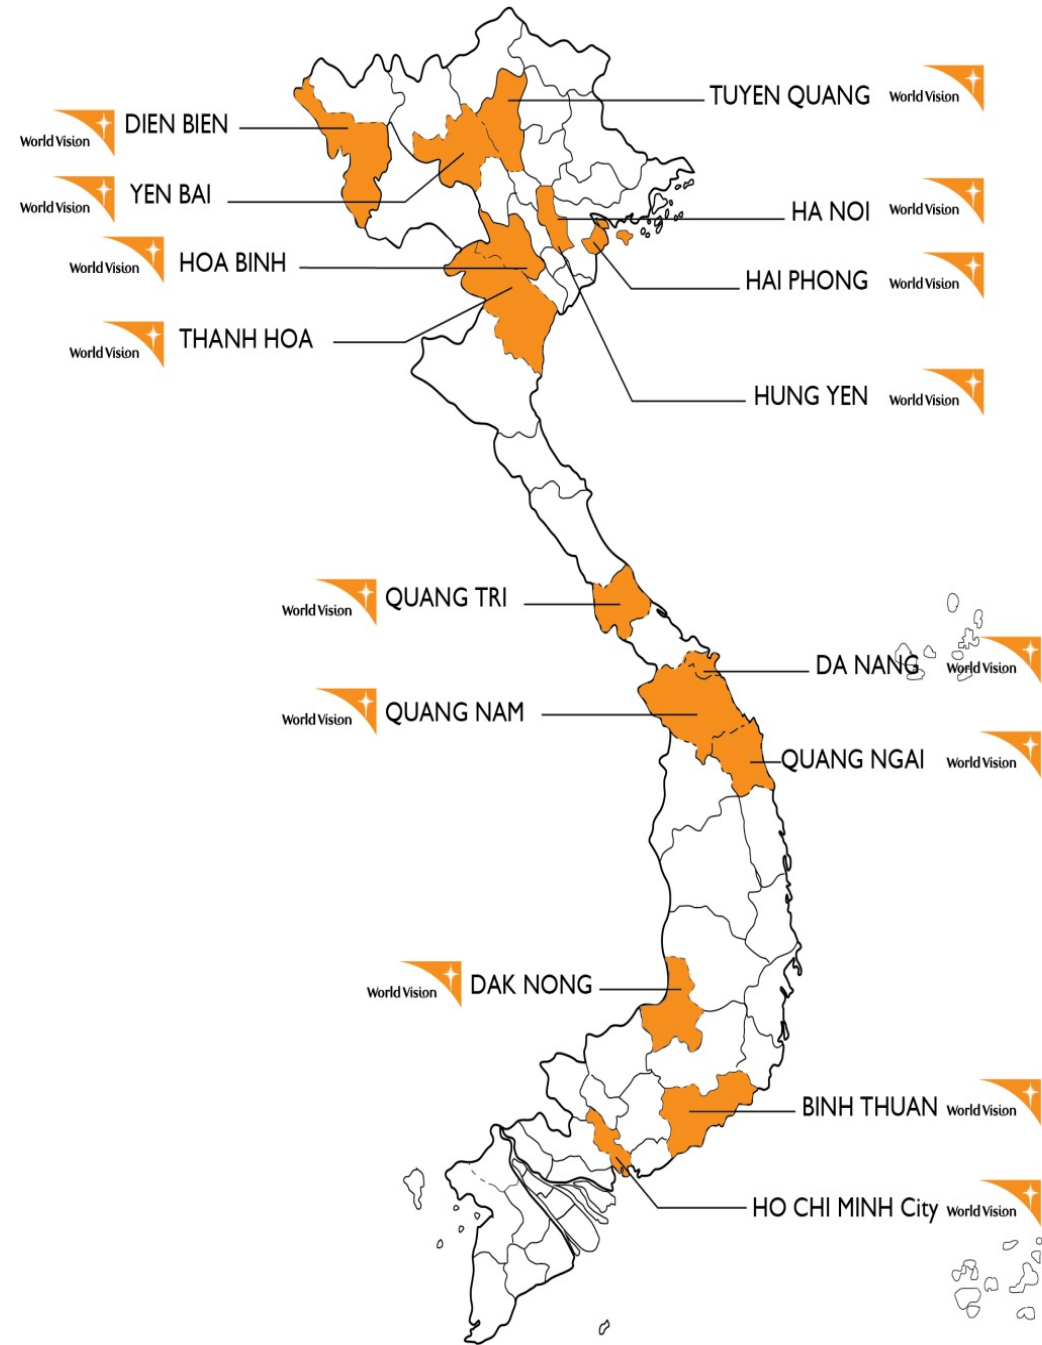 TUYEN QUANG World Vision
World Vision DIEN BIEN
World Vision YEN BAI
HA NOI World Vision
World Vision HOA BINH
HAI PHONG World Vision
World Vision THANH HOA
HUNG YEN World Vision
World Vision QUANG TRI
DA NANG World Vision
World Vision QUANG NAM
QUANG NGAI World Vision
World Vision DAK NONG
BINH THUAN World Vision
HO CHI MINH City World Vision